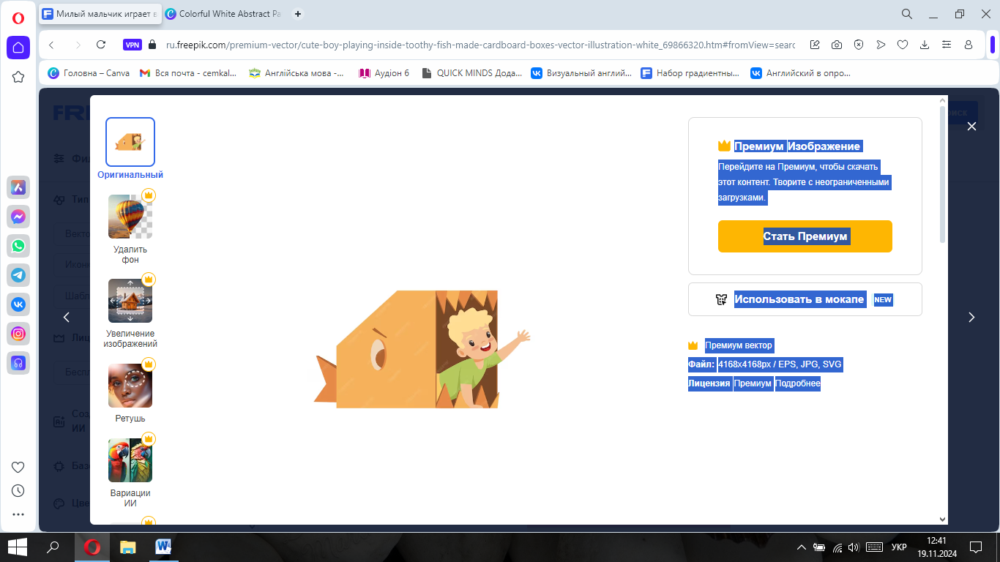 Милый мальчик играет в
Colorful White Abstract Pa
VPN
ru.freepik.com/premium-vector/cute-boy-playing-inside-toothy-fish-made-cardboard-boxes-vector-illustration-white_69866320.htm#fromView=searc
Головна – Canva
Вся почта - cemkal...
Англійська мова -...
Аудіон 6
QUICK MINDS Дода...
Визуальный англий...
Набор градиентны...
Английский в опро...
Оригинальный
Удалить
фон
Увеличение
изображений
Ретушь
Вариации
ИИ
Премиум Изображение
Перейдите на Премиум, чтобы скачать
этот контент. Творите с неограниченными
загрузками.
Стать Премиум
Использовать в мокапе NEW
Премиум вектор
Файл: 4168x4168px / EPS, JPG, SVG
Лицензия Премиум Подробнее
УКР
12:41
19.11.2024